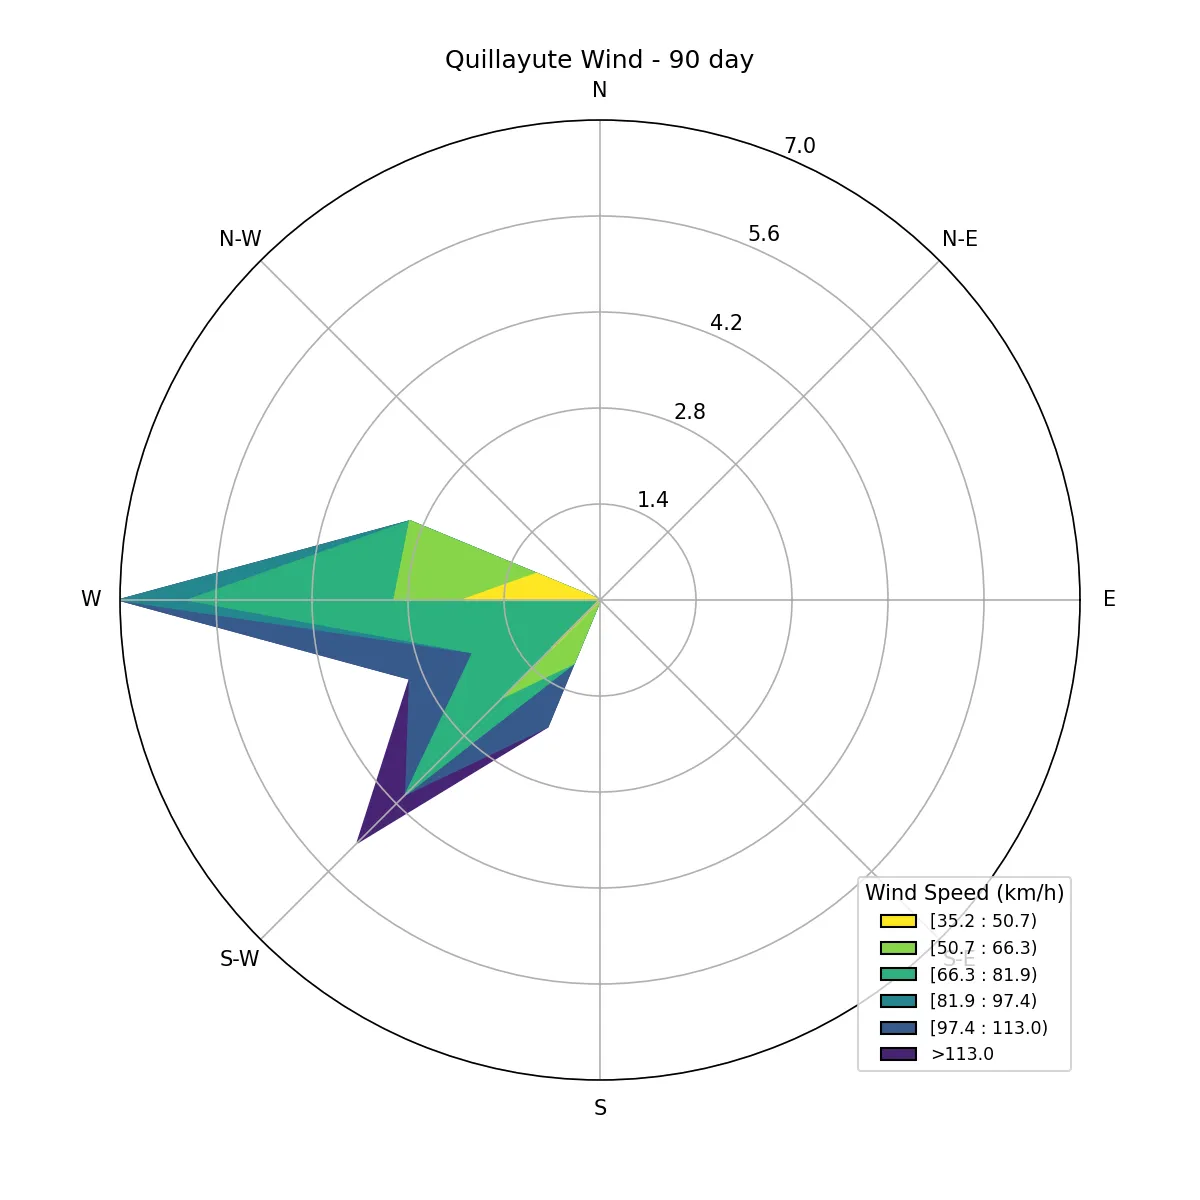 Quillayute Wind - 90 day
N
7.0
N-W
5.6
N-E
4.2
2.8
1.4
W
E
S-W
S-E
Wind Speed (km/h)
[35.2 : 50.7)
[50.7 : 66.3)
[66.3 : 81.9)
[81.9 : 97.4)
[97.4 : 113.0)
>113.0
S